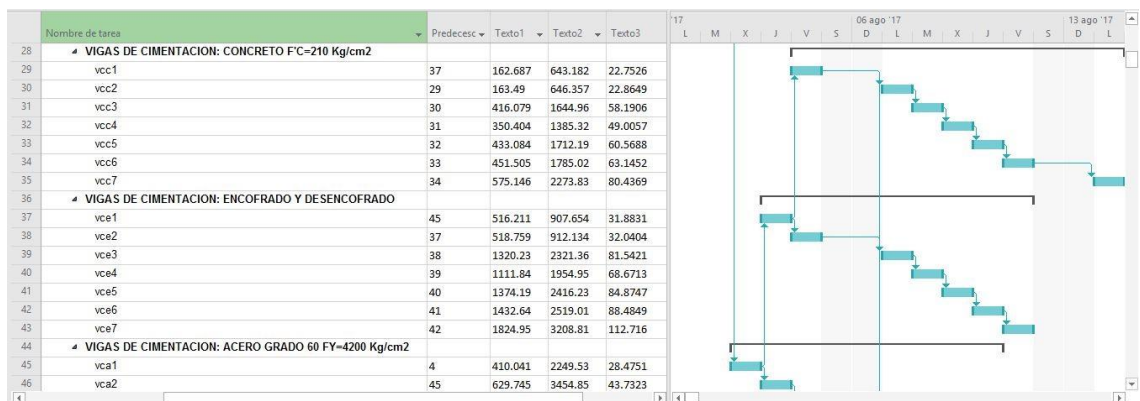 '17 06 ago '17 13 ago '17
Nombre de tarea Predecesc Texto1 Texto2 Texto3 L M X J V S D L M X J V S D L
28 VIGAS DE CIMENTACION: CONCRETO F'C=210 Kg/cm2
29 vcc1 37 162.687 643.182 22.7526
30 vcc2 29 163.49 646.357 22.8649
31 vcc3 30 416.079 1644.96 58.1906
32 vcc4 31 350.404 1385.32 49.0057
33 vcc5 32 433.084 1712.19 60.5688
34 vcc6 33 451.505 1785.02 63.1452
35 vcc7 34 575.146 2273.83 80.4369
36 VIGAS DE CIMENTACION: ENCOFRADO Y DESENCOFRADO
37 vce1 45 516.211 907.654 31.8831
38 vce2 37 518.759 912.134 32.0404
39 vce3 38 1320.23 2321.36 81.5421
40 vce4 39 1111.84 1954.95 68.6713
41 vce5 40 1374.19 2416.23 84.8747
42 vce6 41 1432.64 2519.01 88.4849
43 vce7 42 1824.95 3208.81 112.716
44 VIGAS DE CIMENTACION: ACERO GRADO 60 FY=4200 Kg/cm2
45 vca1 4 410.041 2249.53 28.4751
46 vca2 45 629.745 3454.85 43.7323